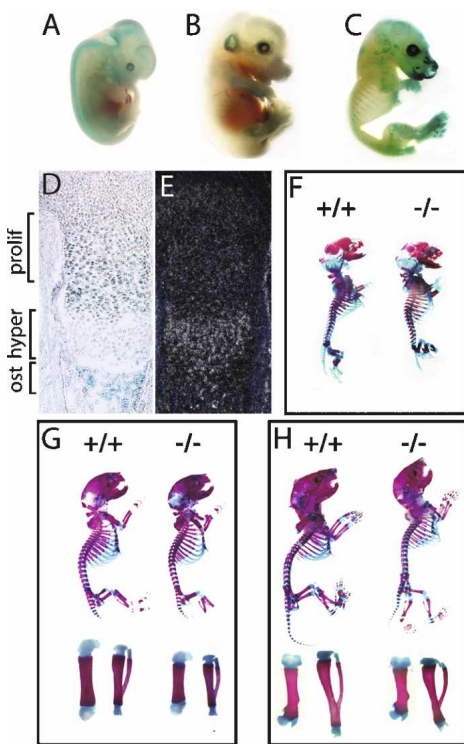 A
B
C
D
E
prolif
hyper
ost
F
+/+ -/-
G
+/+ -/-
H
+/+ -/-